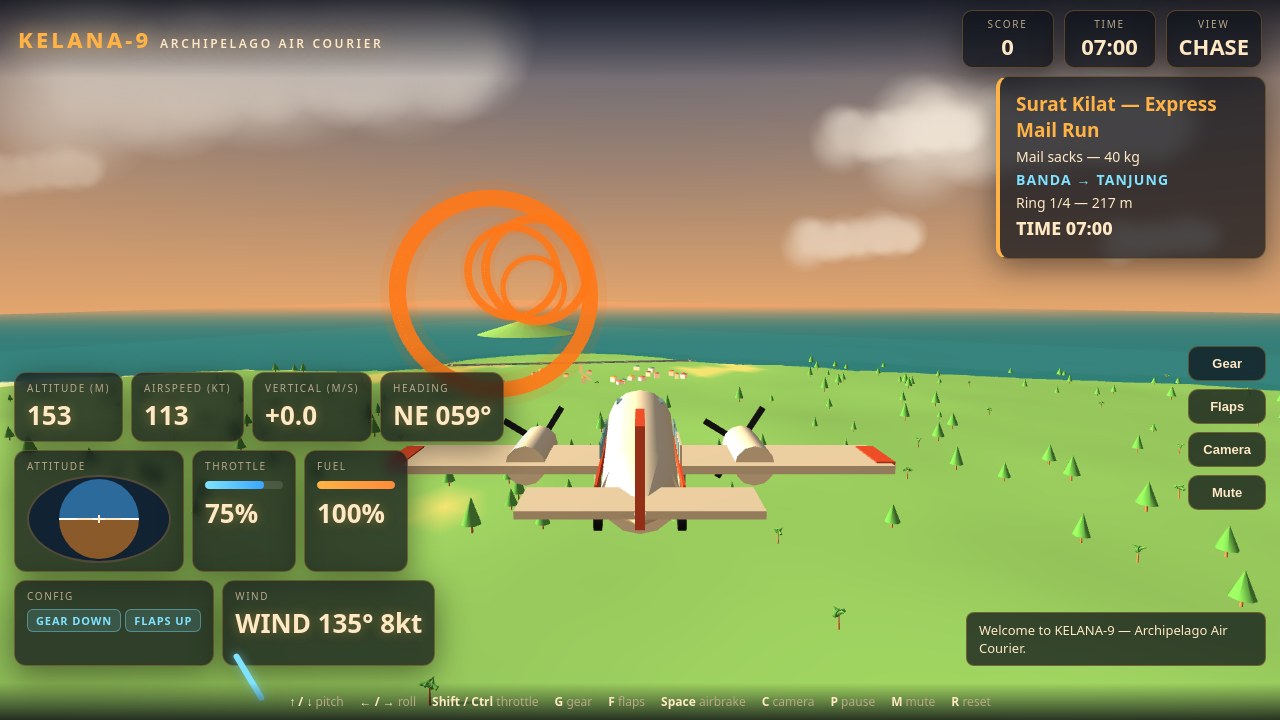 KELANA-9 ARCHIPELAGO AIR COURIER
SCORE
0
TIME
07:00
VIEW
CHASE
Surat Kilat — Express
Mail Run
Mail sacks — 40 kg
BANDA → TANJUNG
Ring 1/4 — 217 m
TIME 07:00
ALTITUDE (M)
153
AIRSPEED (KT)
113
VERTICAL (M/S)
+0.0
HEADING
NE 059°
ATTITUDE
THROTTLE
75%
FUEL
100%
CONFIG
GEAR DOWN FLAPS UP
WIND
WIND 135° 8kt
Gear
Flaps
Camera
Mute
Welcome to KELANA-9 — Archipelago Air
Courier.
↑ / ↓ pitch ← / → roll Shift / Ctrl throttle G gear F flaps Space airbrake C camera P pause M mute R reset